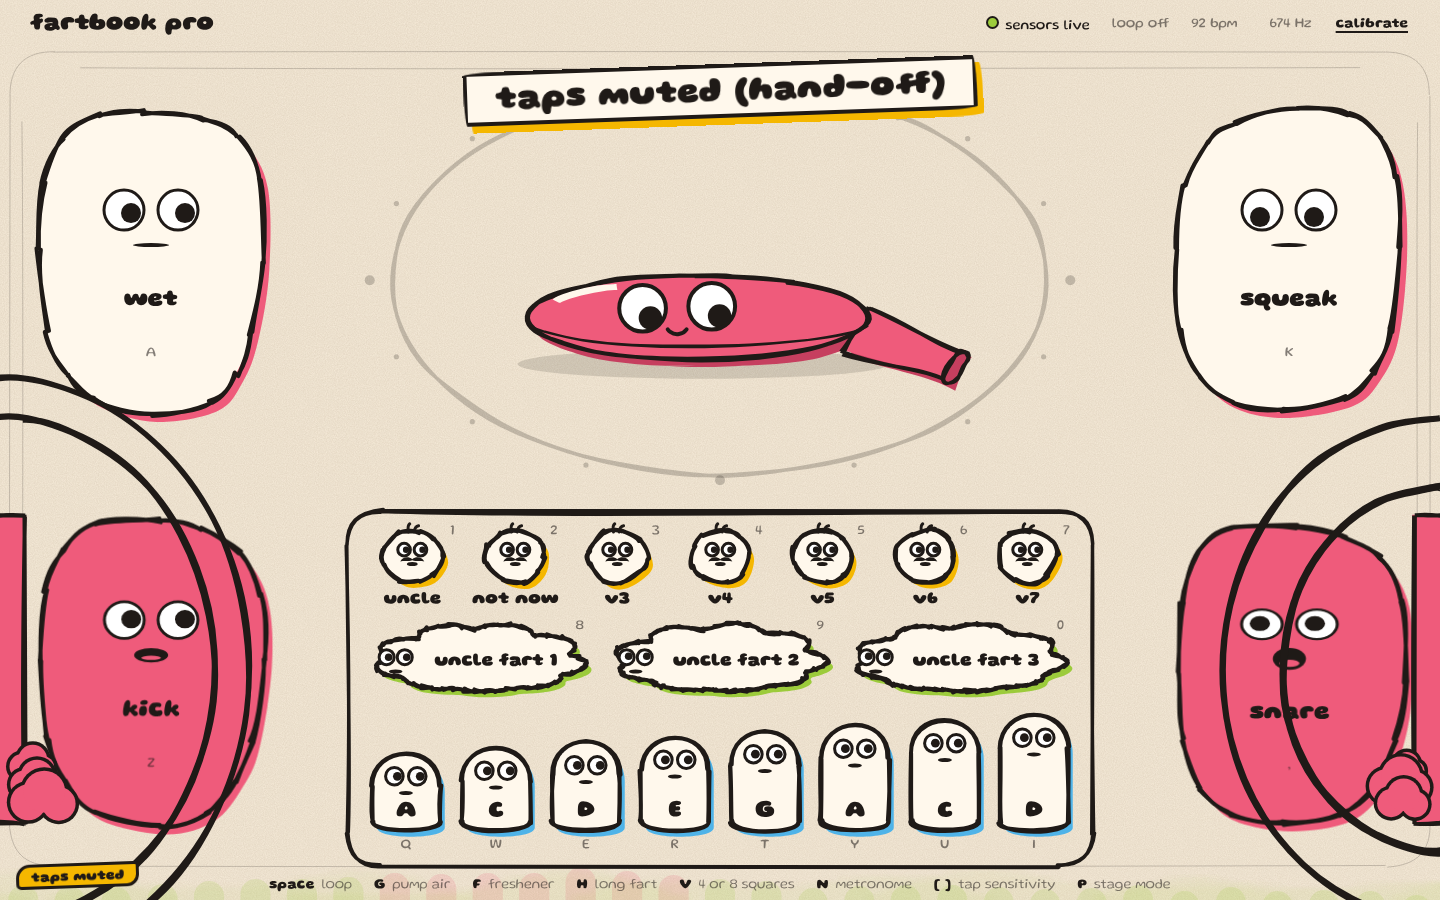 fartbook pro
sensors live loop off 92 bpm 674 Hz calibrate
taps muted (hand-off)
wet
A
squeak
K
kick
Z
snare
1 2 3 4 5 6 7
uncle not now v3 v4 v5 v6 v7
8 9 0
uncle fart 1 uncle fart 2 uncle fart 3
A C D E G A C D
Q W E R T Y U I
taps muted
space loop G pump air F freshener H long fart V 4 or 8 squares N metronome [ ] tap sensitivity P stage mode